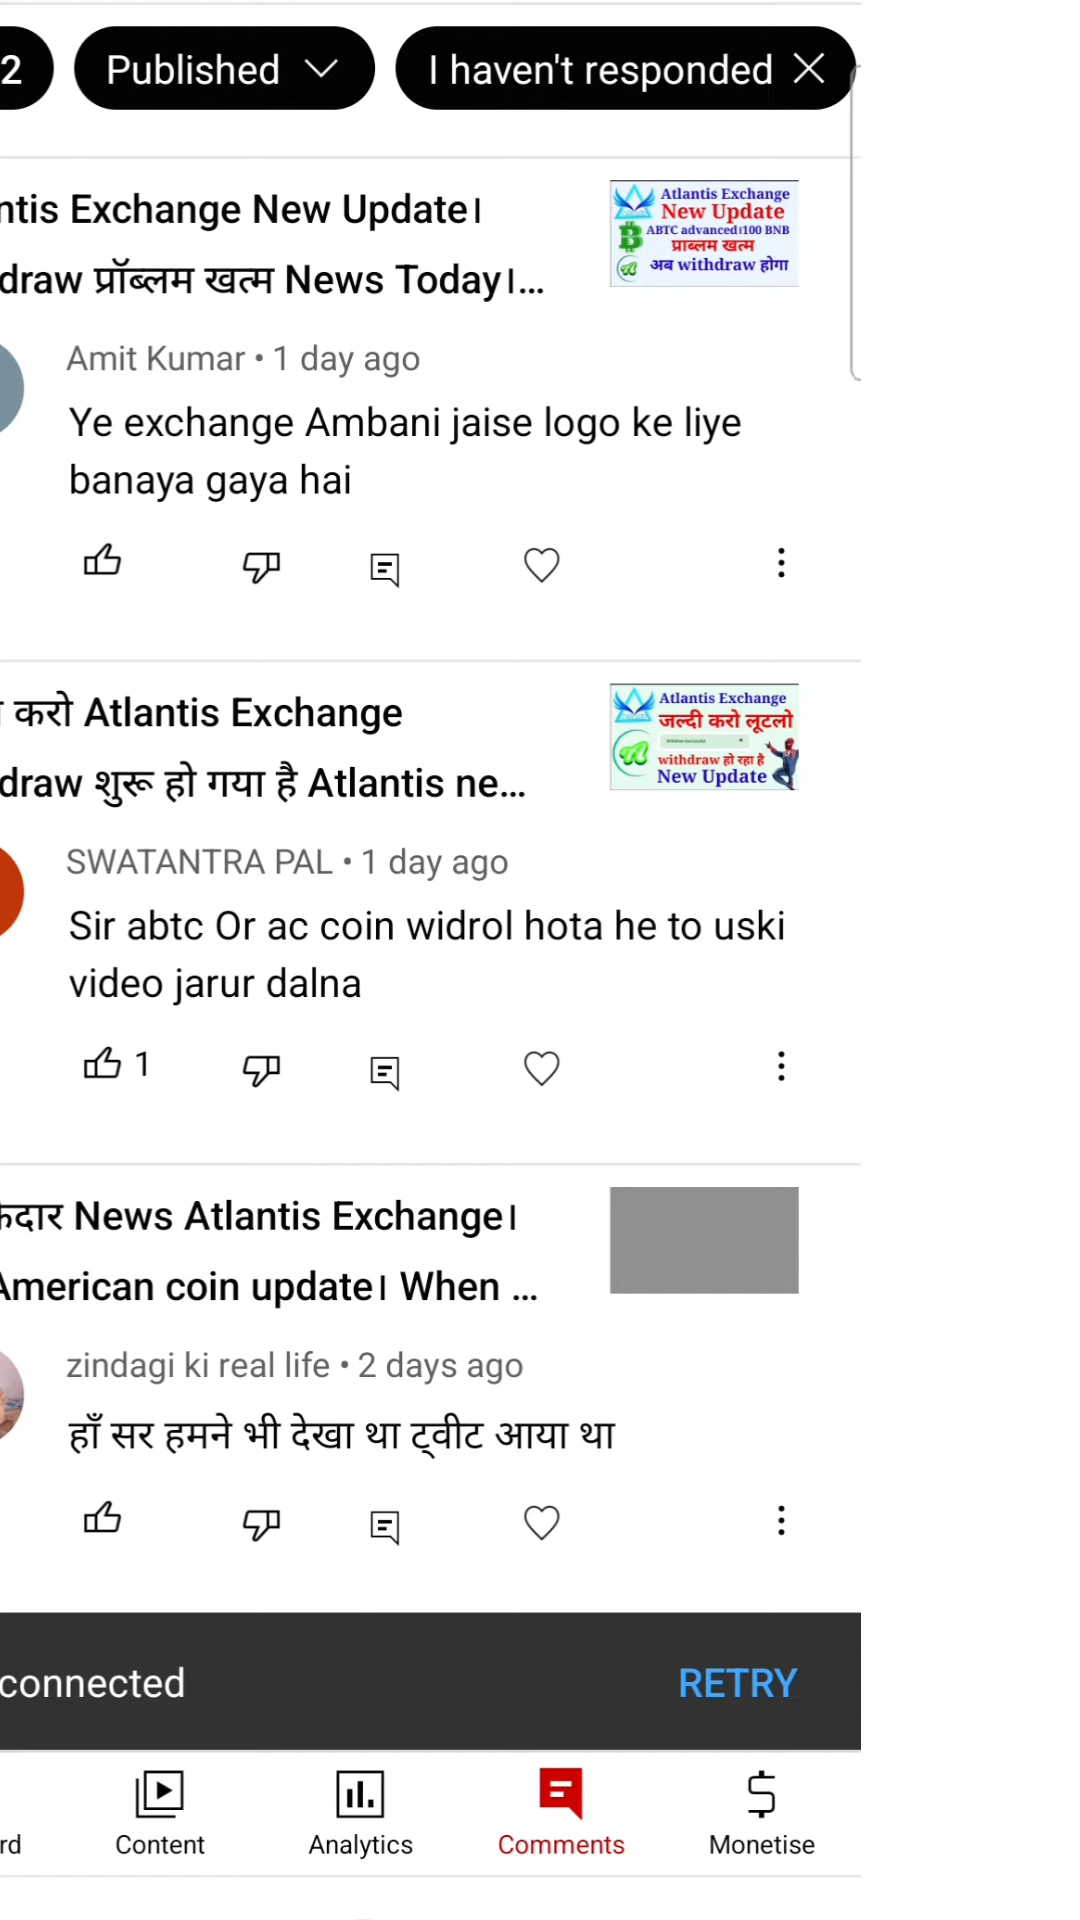 2 Published I haven't responded
ntis Exchange New Update।
draw प्रॉब्लम खत्म News Today।...
Atlantis Exchange
New Update
ABTC advanced।100 BNB
प्राब्लम खत्म
अब withdraw होगा
Amit Kumar • 1 day ago
Ye exchange Ambani jaise logo ke liye
banaya gaya hai
करो Atlantis Exchange
draw शुरू हो गया है Atlantis ne...
Atlantis Exchange
जल्दी करो लूटलो
withdraw हो रहा है
New Update
SWATANTRA PAL • 1 day ago
Sir abtc Or ac coin widrol hota he to uski
video jarur dalna
1
केदार News Atlantis Exchange।
American coin update। When ...
zindagi ki real life • 2 days ago
हाँ सर हमने भी देखा था ट्वीट आया था
connected RETRY
rd Content Analytics Comments Monetise